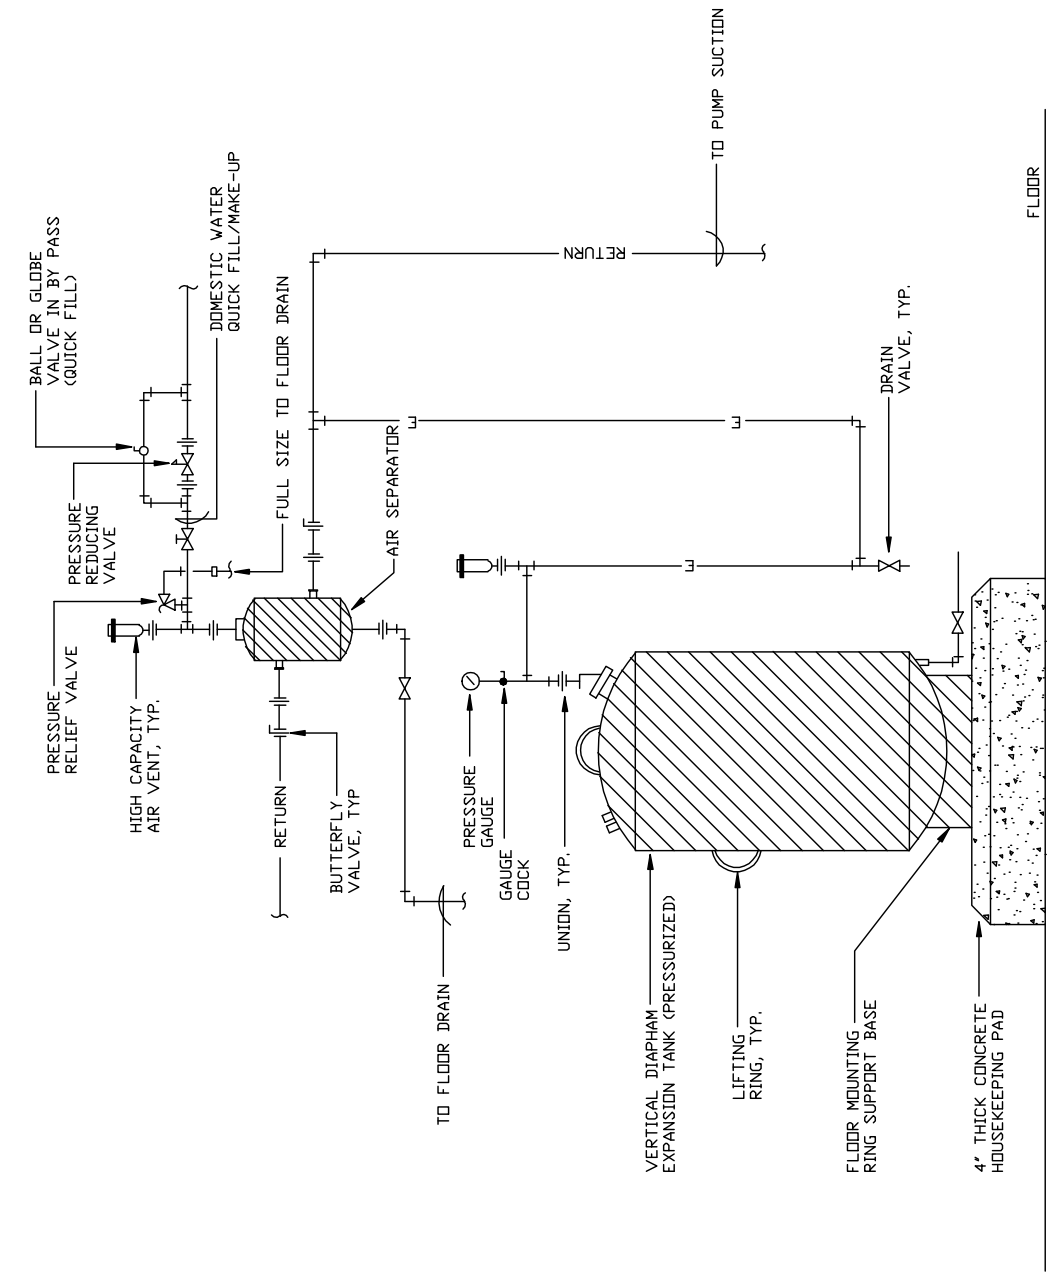 BALL OR GLOBE
VALVE IN BY PASS
(QUICK FILL)
PRESSURE
REDUCING
VALVE
PRESSURE
RELIEF VALVE
HIGH CAPACITY
AIR VENT, TYP.
DOMESTIC WATER
QUICK FILL/MAKE-UP
FULL SIZE TO FLOOR DRAIN
AIR SEPARATOR
RETURN
BUTTERFLY
VALVE, TYP
TO FLOOR DRAIN
RETURN
TO PUMP SUCTION
E
E
E
DRAIN
VALVE, TYP.
PRESSURE
GAUGE
GAUGE
COCK
UNION, TYP.
VERTICAL DIAPHAM
EXPANSION TANK (PRESSURIZED)
LIFTING
RING, TYP.
FLOOR MOUNTING
RING SUPPORT BASE
4" THICK CONCRETE
HOUSEKEEPING PAD
FLOOR